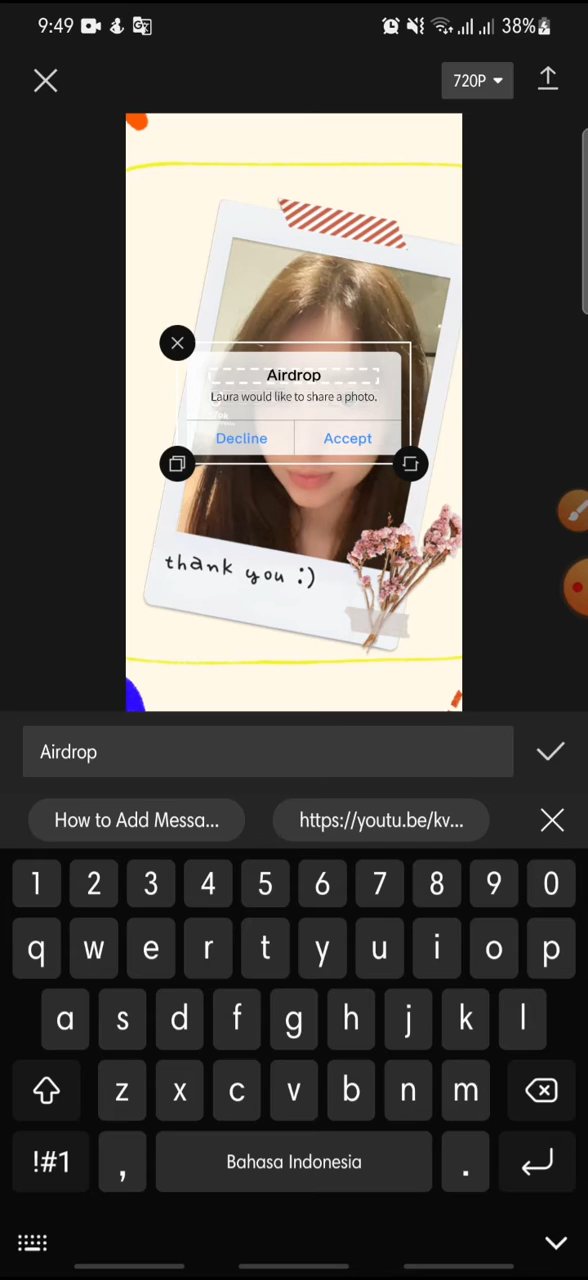 9:49
38%
720P
Airdrop
Laura would like to share a photo.
Decline
Accept
thank you :)
Airdrop
How to Add Messa...
https://youtu.be/kv...
1 2 3 4 5 6 7 8 9 0
q w e r t y u i o p
a s d f g h j k l
z x c v b n m
!#1 , Bahasa Indonesia .